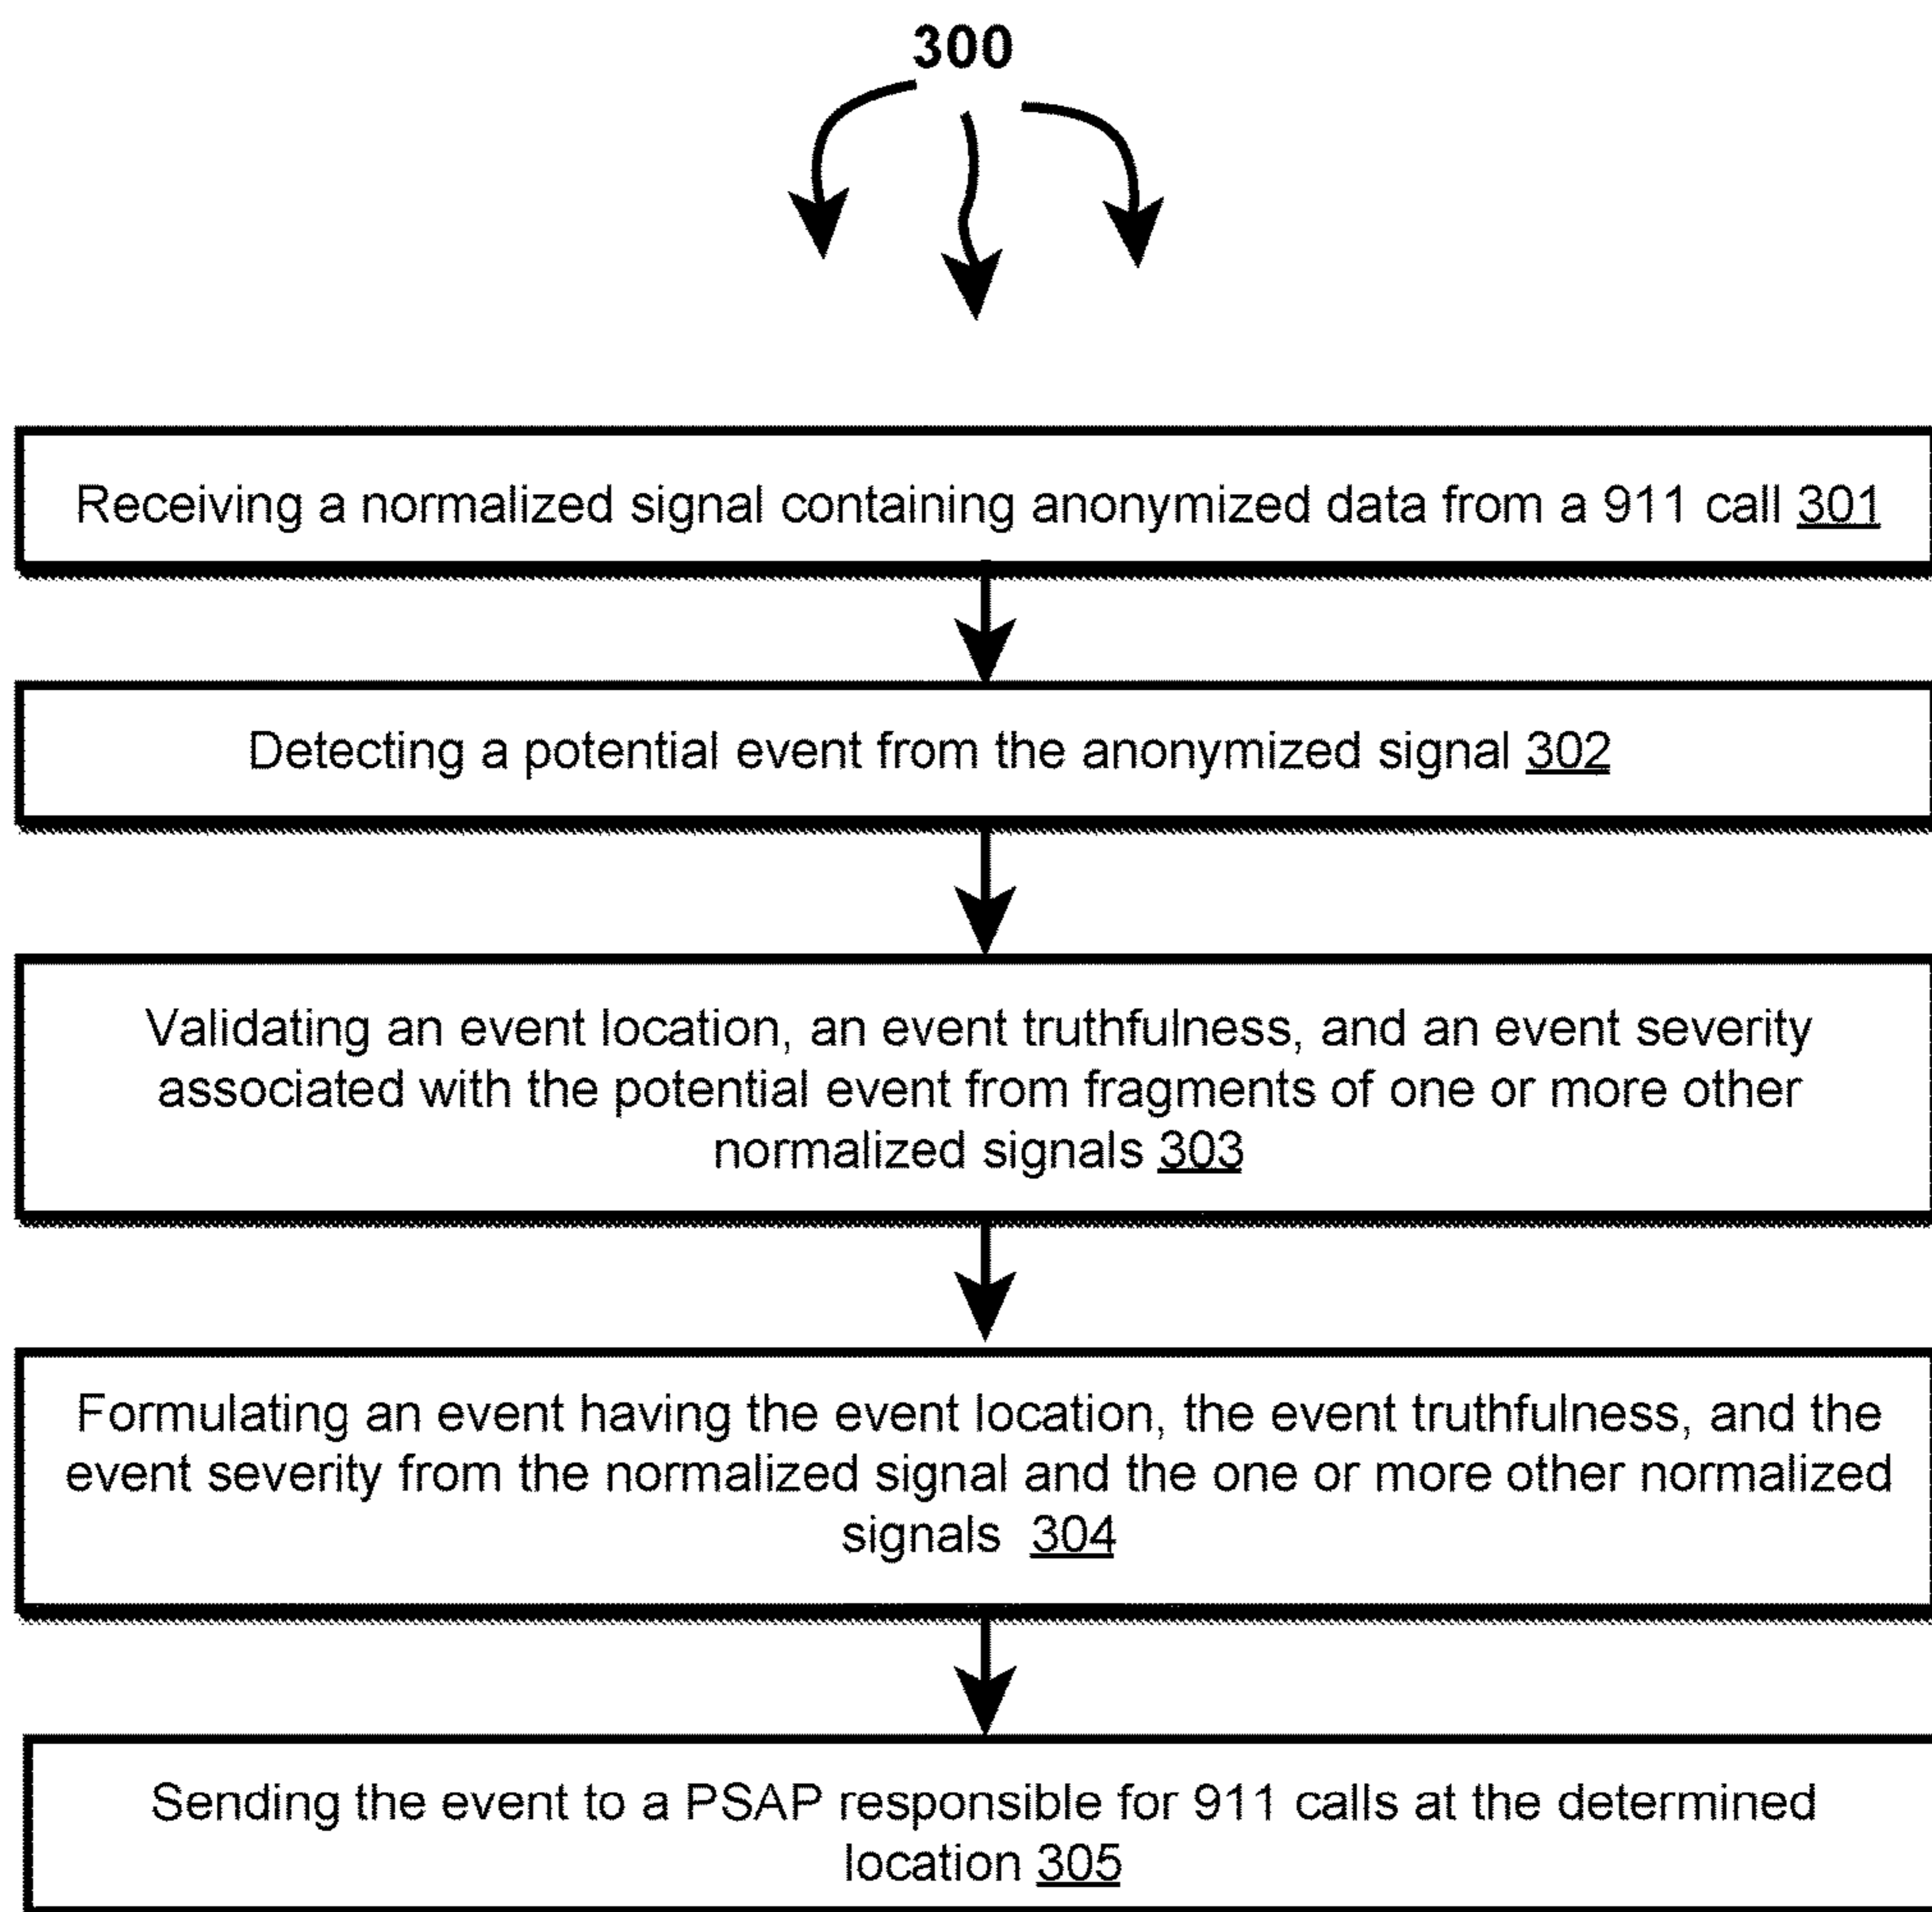 300
Receiving a normalized signal containing anonymized data from a 911 call 301
Detecting a potential event from the anonymized signal 302
Validating an event location, an event truthfulness, and an event severity
associated with the potential event from fragments of one or more other
normalized signals 303
Formulating an event having the event location, the event truthfulness, and the
event severity from the normalized signal and the one or more other normalized
signals 304
Sending the event to a PSAP responsible for 911 calls at the determined
location 305